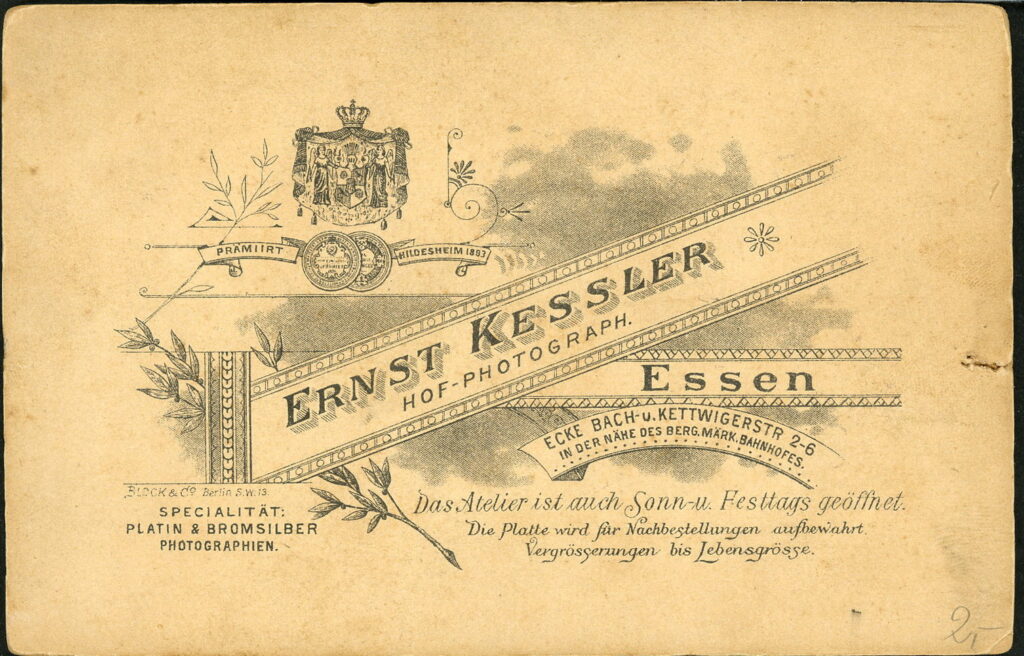 PRÄMIIRT
HILDESHEIM 1893
ERNST KESSLER
HOF-PHOTOGRAPH.
Essen
ECKE BACH- u. KETTWIGERSTR 2-6
IN DER NÄHE DES BERG. MÄRK. BAHNHOFES.
BLOCK & Co. Berlin S.W. 13.
SPECIALITÄT:
PLATIN & BROMSILBER
PHOTOGRAPHIEN.
Das Atelier ist auch Sonn- u. Festtags geöffnet.
Die Platte wird für Nachbestellungen aufbewahrt.
Vergrösserungen bis Lebensgrösse.
2,-